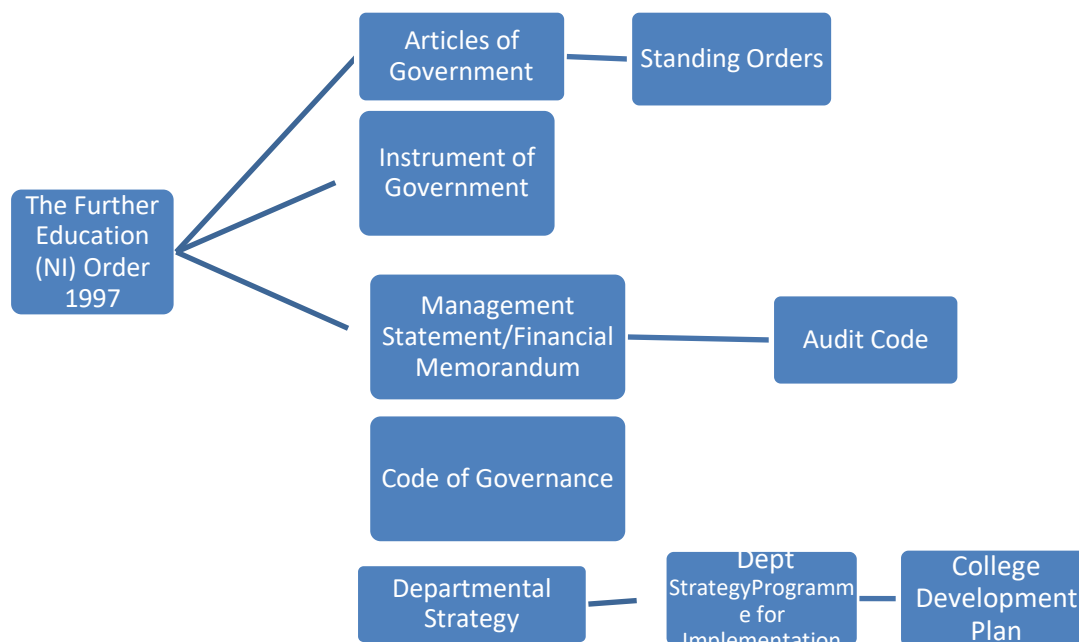 The Further
Education
(NI) Order
1997
Articles of
Government
Standing Orders
Instrument of
Government
Management
Statement/Financial
Memorandum
Audit Code
Code of Governance
Departmental
Strategy
Dept
StrategyProgramm
e for
Implementation
College
Development
Plan